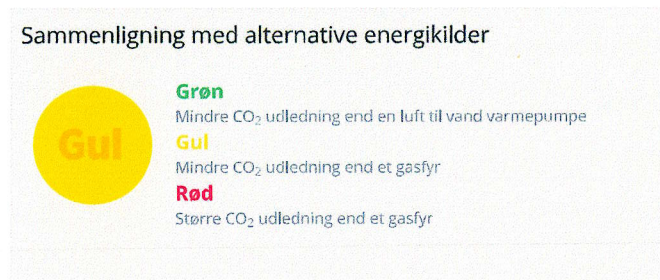 Sammenligning med alternative energikilder
Gul
Grøn
Mindre CO₂ udledning end en luft til vand varmepumpe
Gul
Mindre CO₂ udledning end et gasfyr
Rød
Større CO₂ udledning end et gasfyr